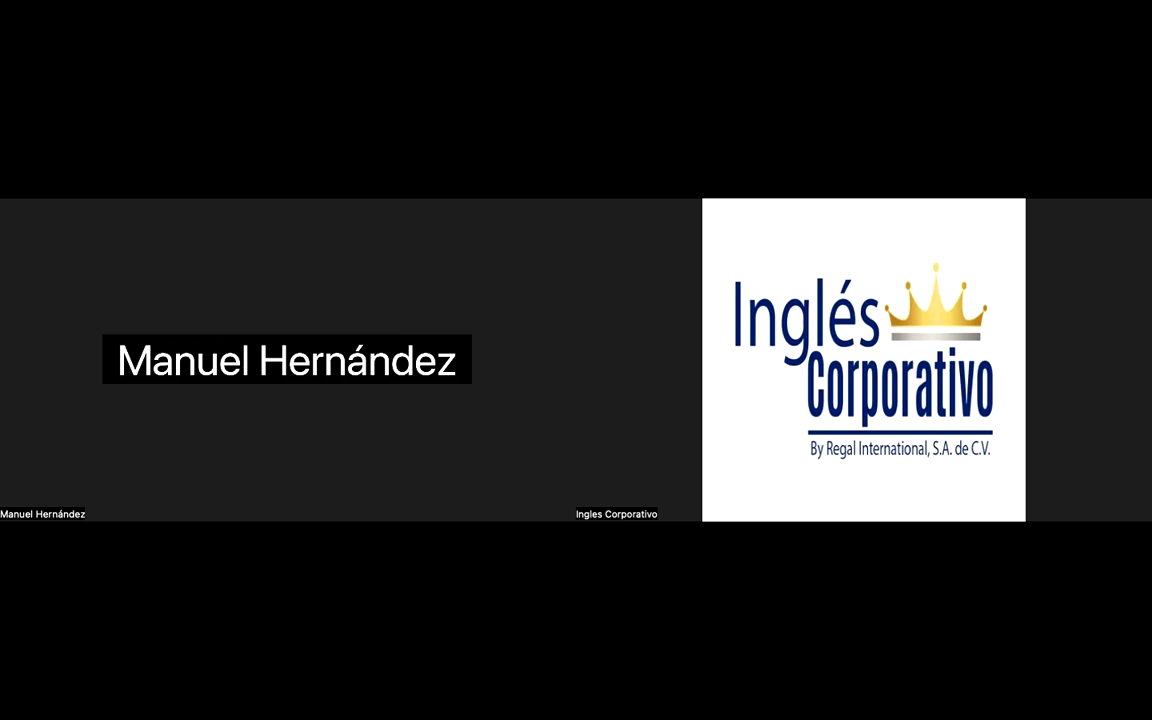 Manuel Hernández
Manuel Hernández
Inglés
Corporativo
By Regal International, S.A. de C.V.
Ingles Corporativo